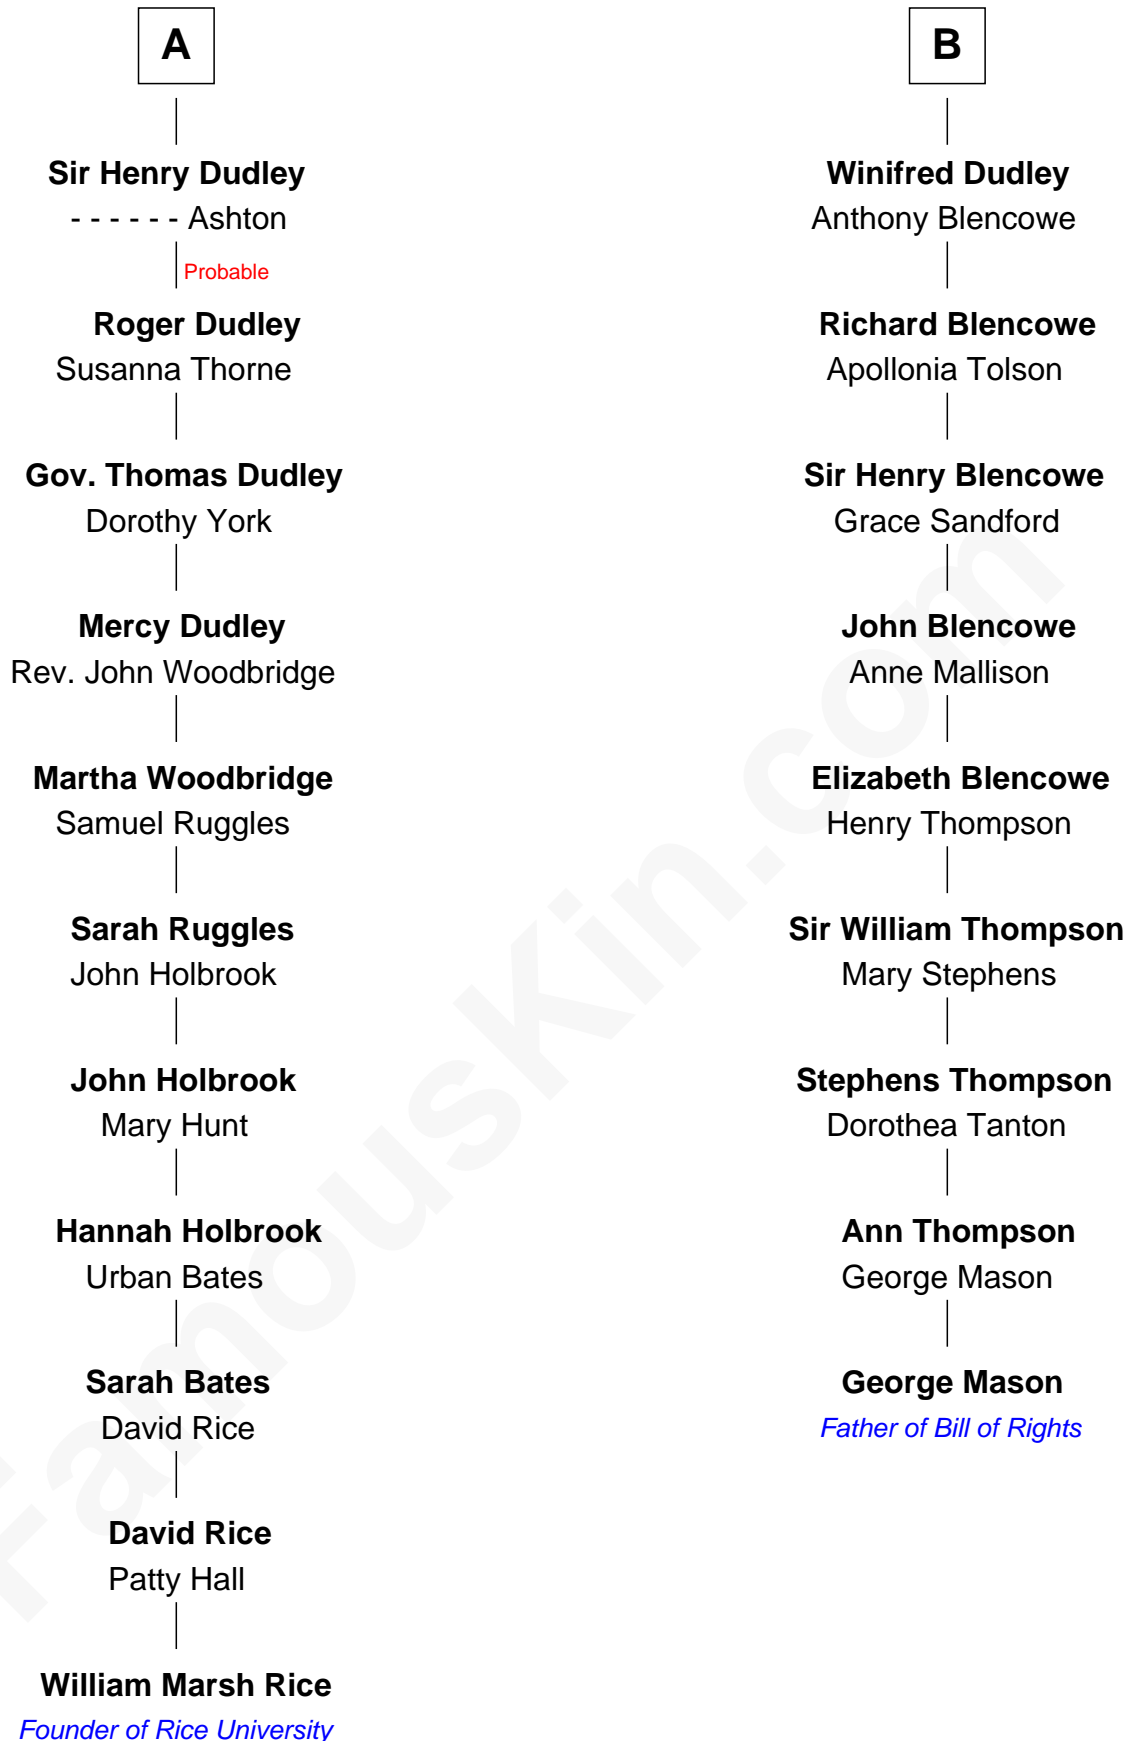 A
Sir Henry Dudley
- - - - - - Ashton
Probable
Roger Dudley
Susanna Thorne
Gov. Thomas Dudley
Dorothy York
Mercy Dudley
Rev. John Woodbridge
Martha Woodbridge
Samuel Ruggles
Sarah Ruggles
John Holbrook
John Holbrook
Mary Hunt
Hannah Holbrook
Urban Bates
Sarah Bates
David Rice
David Rice
Patty Hall
William Marsh Rice
Founder of Rice University
B
Winifred Dudley
Anthony Blencowe
Richard Blencowe
Apollonia Tolson
Sir Henry Blencowe
Grace Sandford
John Blencowe
Anne Mallison
Elizabeth Blencowe
Henry Thompson
Sir William Thompson
Mary Stephens
Stephens Thompson
Dorothea Tanton
Ann Thompson
George Mason
George Mason
Father of Bill of Rights
FamousKin.com